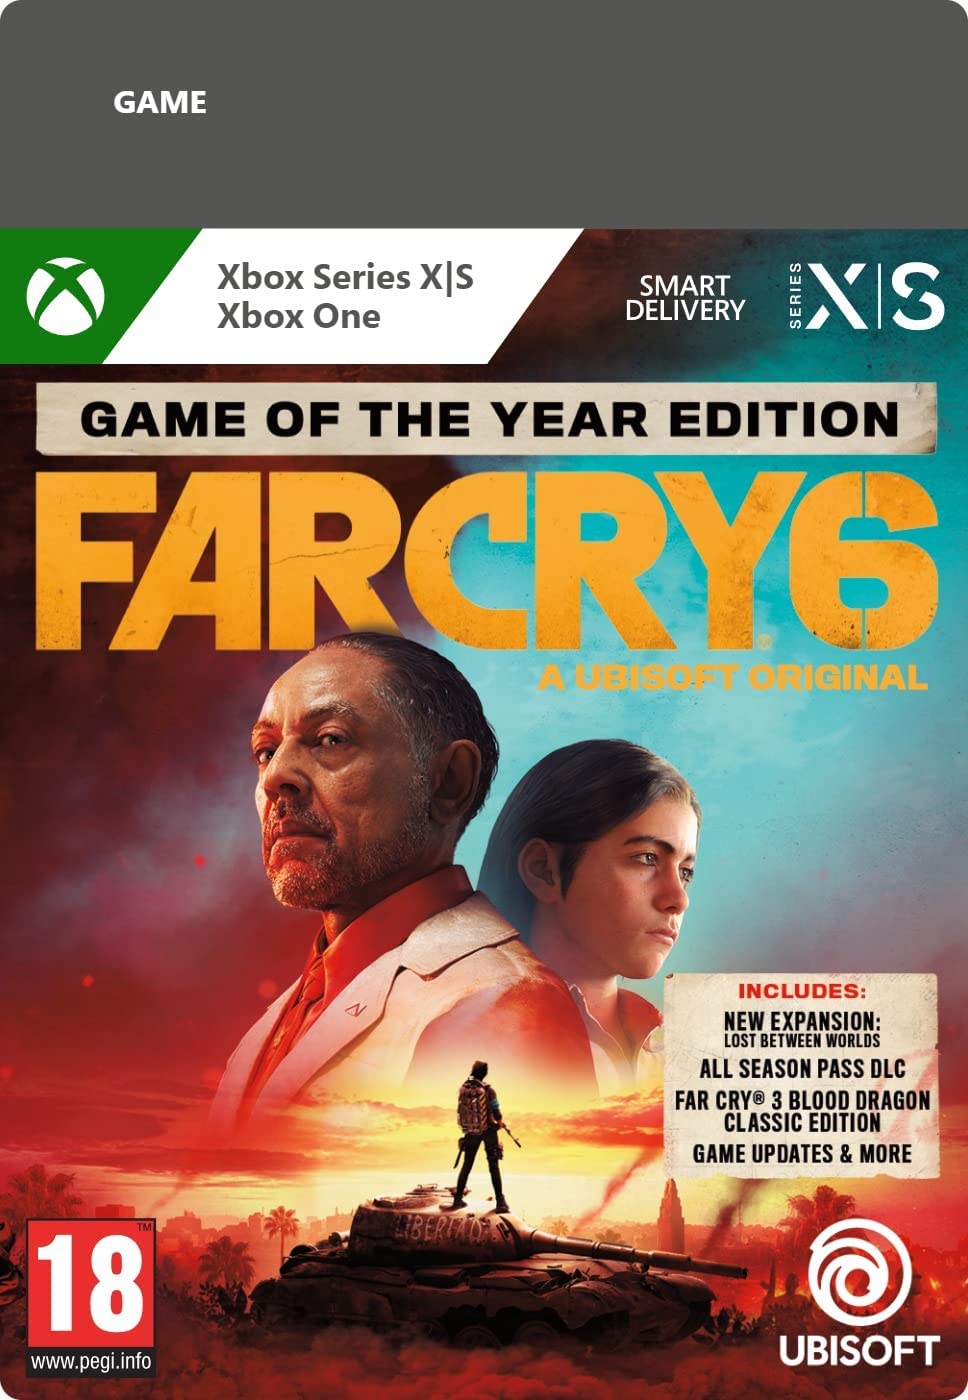 GAME
Xbox Series X|S
Xbox One
SMART
DELIVERY
SERIES X|S
GAME OF THE YEAR EDITION
FARCRY6
®
A UBISOFT ORIGINAL
INCLUDES:
NEW EXPANSION:
LOST BETWEEN WORLDS
ALL SEASON PASS DLC
FAR CRY® 3 BLOOD DRAGON
CLASSIC EDITION
GAME UPDATES & MORE
LIBERTAD
18
TM
www.pegi.info
UBISOFT